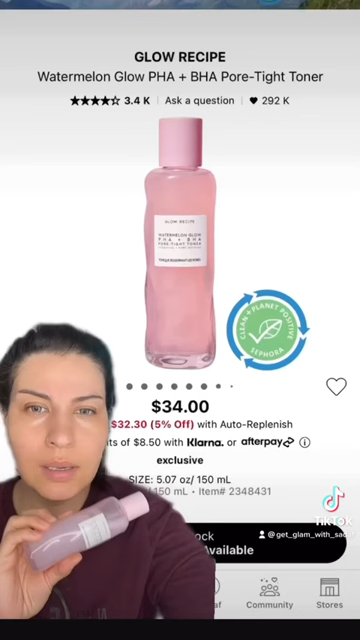 GLOW RECIPE
Watermelon Glow PHA + BHA Pore-Tight Toner
3.4 K | Ask a question | 292 K
GLOW RECIPE
WATERMELON GLOW
PHA + BHA
PORE-TIGHT TONER
CLEAN + PLANET POSITIVE
SEPHORA
$34.00
$32.30 (5% Off) with Auto-Replenish
of $8.50 with Klarna. or afterpay
exclusive
SIZE: 5.07 oz/ 150 mL
150 mL • Item# 2348431
Available
TikTok
Community
Stores